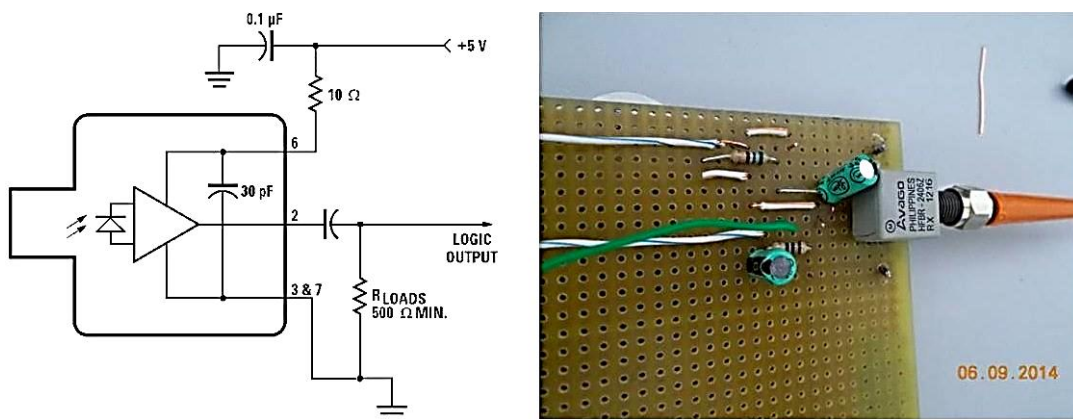 0.1 µF
+5 V
10 Ω
6
30 pF
2
LOGIC
OUTPUT
3 & 7
RLOADS
500 Ω MIN.
AVAGO
PHILIPPINES
HFBR-2406Z
RX 1216
06.09.2014